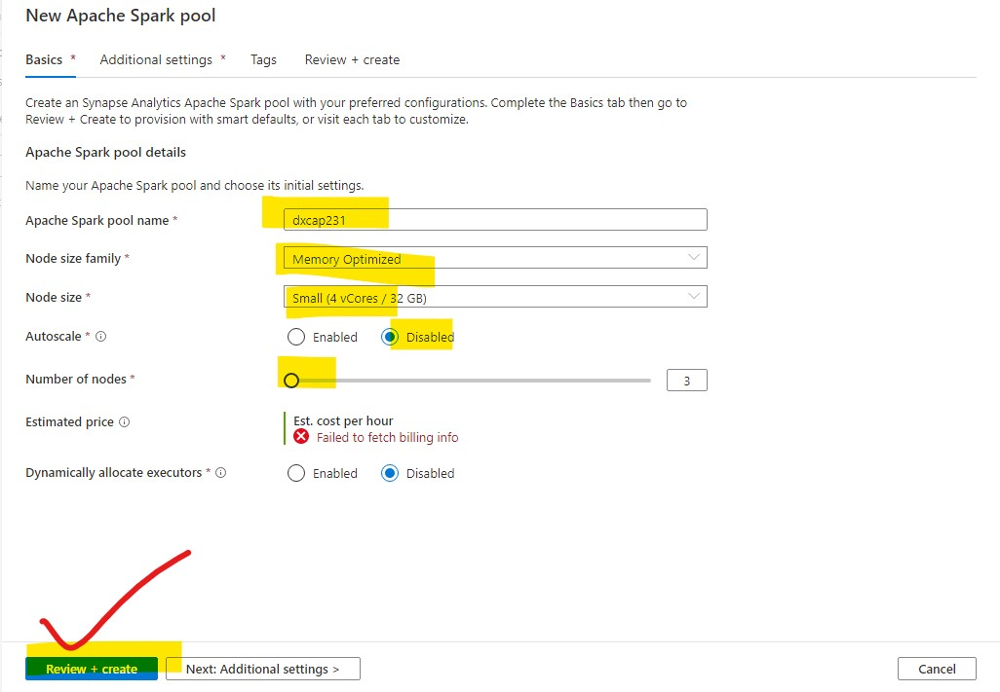 New Apache Spark pool
Basics * Additional settings * Tags Review + create
Create an Synapse Analytics Apache Spark pool with your preferred configurations. Complete the Basics tab then go to
Review + Create to provision with smart defaults, or visit each tab to customize.
Apache Spark pool details
Name your Apache Spark pool and choose its initial settings.
Apache Spark pool name * dxcap231
Node size family * Memory Optimized
Node size * Small (4 vCores / 32 GB)
Autoscale * Enabled Disabled
Number of nodes * 3
Estimated price Est. cost per hour
Failed to fetch billing info
Dynamically allocate executors * Enabled Disabled
Review + create Next: Additional settings > Cancel